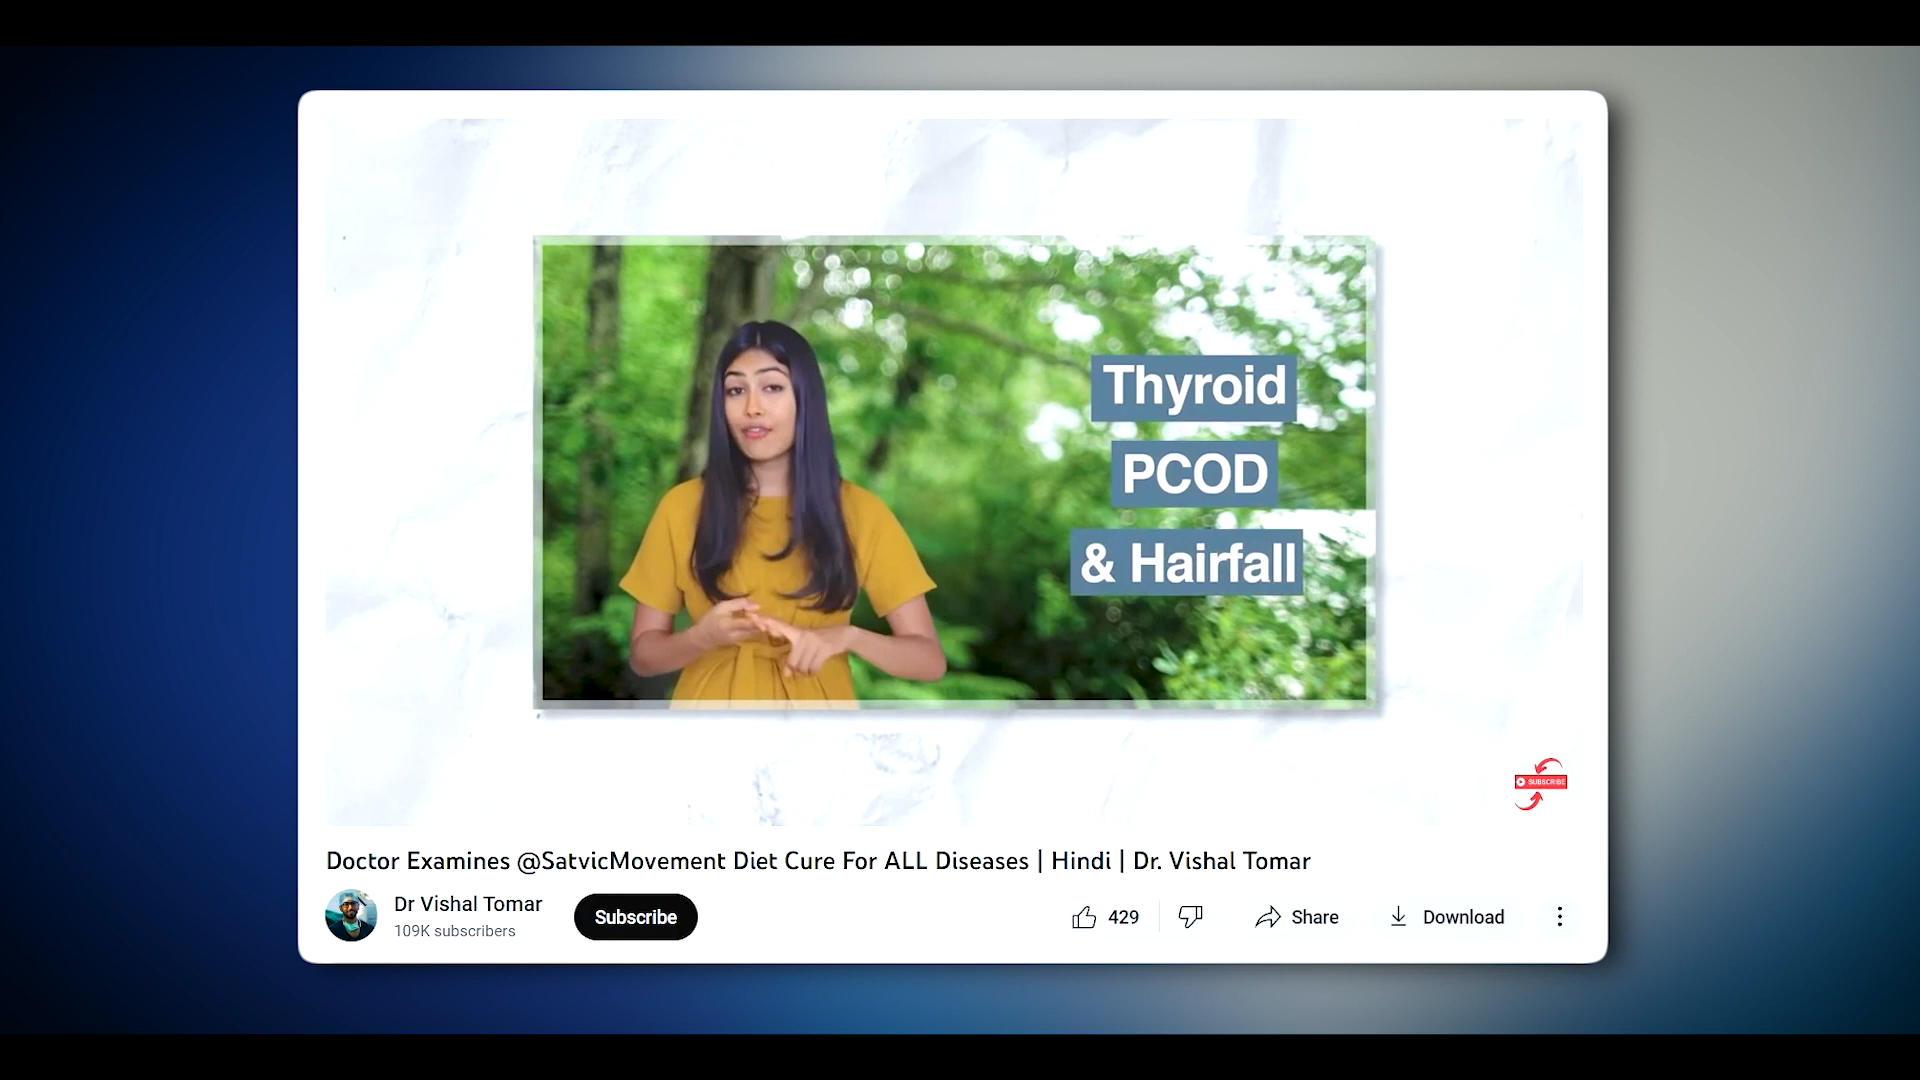 Thyroid
PCOD
& Hairfall
SUBSCRIBE
Doctor Examines @SatvicMovement Diet Cure For ALL Diseases | Hindi | Dr. Vishal Tomar
Dr Vishal Tomar
109K subscribers
Subscribe
429
Share
Download